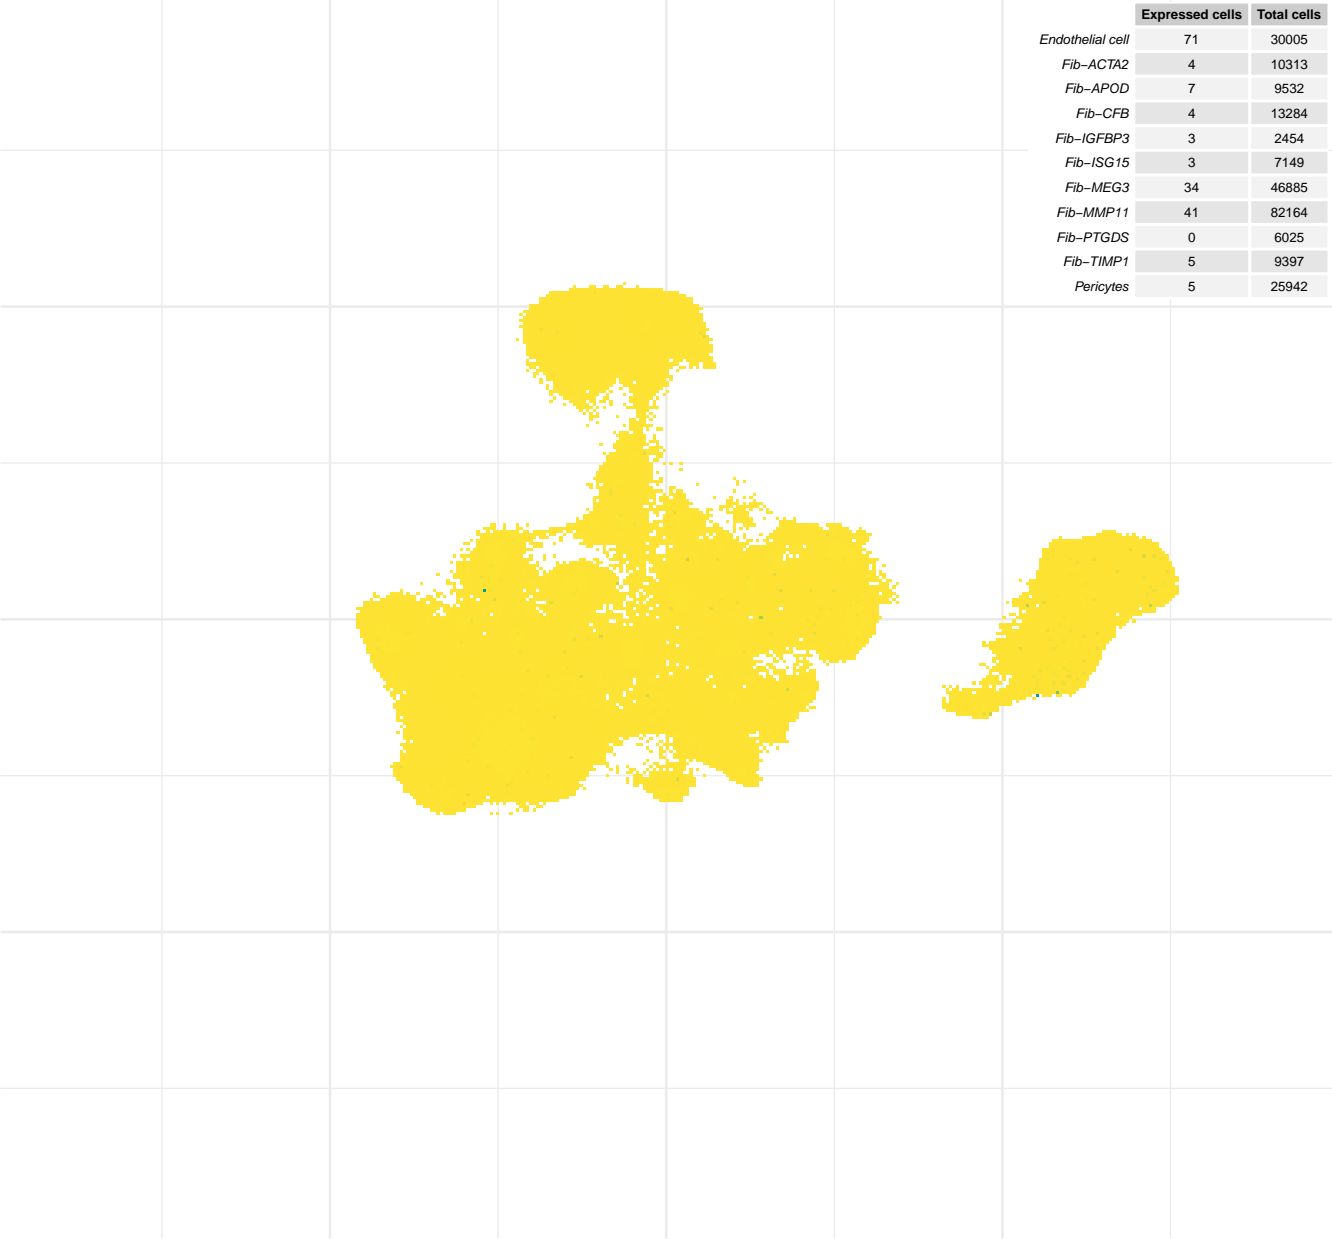 Expressed cells Total cells
Endothelial cell 71 30005
Fib−ACTA2 4 10313
Fib−APOD 7 9532
Fib−CFB 4 13284
Fib−IGFBP3 3 2454
Fib−ISG15 3 7149
Fib−MEG3 34 46885
Fib−MMP11 41 82164
Fib−PTGDS 0 6025
Fib−TIMP1 5 9397
Pericytes 5 25942